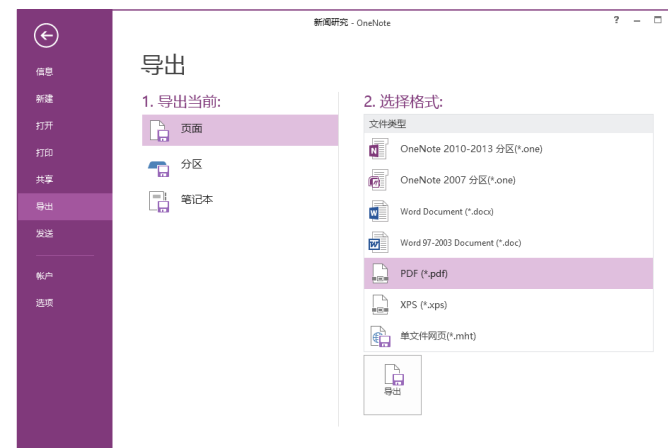 新闻研究 - OneNote
?
信息
新建
打开
打印
共享
导出
发送
帐户
选项
导出
1. 导出当前:
页面
分区
笔记本
2. 选择格式:
文件类型
OneNote 2010-2013 分区(*.one)
OneNote 2007 分区(*.one)
Word Document (*.docx)
Word 97-2003 Document (*.doc)
PDF (*.pdf)
XPS (*.xps)
单文件网页(*.mht)
导出